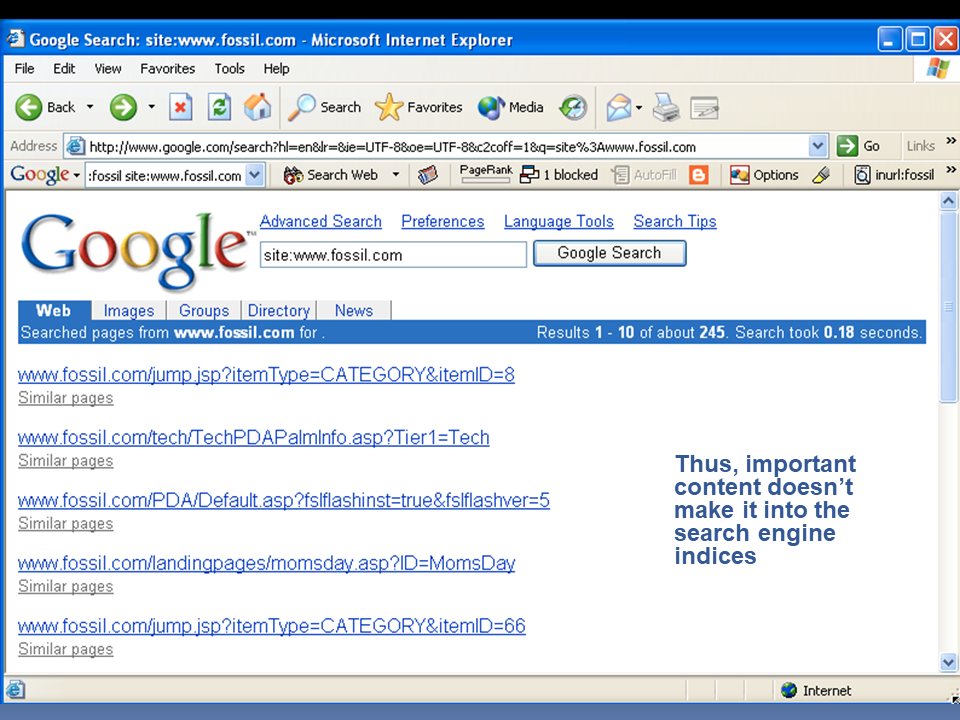 Google Search: site:www.fossil.com - Microsoft Internet Explorer
File Edit View Favorites Tools Help
Back Search Favorites Media
Address http://www.google.com/search?hl=en&lr=&ie=UTF-8&oe=UTF-8&c2coff=1&q=site%3Awww.fossil.com Go Links »
Google :fossil site:www.fossil.com Search Web PageRank 1 blocked AutoFill Options inurl:fossil »
Google™
Advanced Search Preferences Language Tools Search Tips
site:www.fossil.com Google Search
Web Images Groups Directory News
Searched pages from www.fossil.com for . Results 1 - 10 of about 245. Search took 0.18 seconds.
www.fossil.com/jump.jsp?itemType=CATEGORY&itemID=8
Similar pages
www.fossil.com/tech/TechPDAPalmInfo.asp?Tier1=Tech
Similar pages
www.fossil.com/PDA/Default.asp?fslflashinst=true&fslflashver=5
Similar pages
www.fossil.com/landingpages/momsday.asp?ID=MomsDay
Similar pages
www.fossil.com/jump.jsp?itemType=CATEGORY&itemID=66
Similar pages
Thus, important
content doesn't
make it into the
search engine
indices
Internet